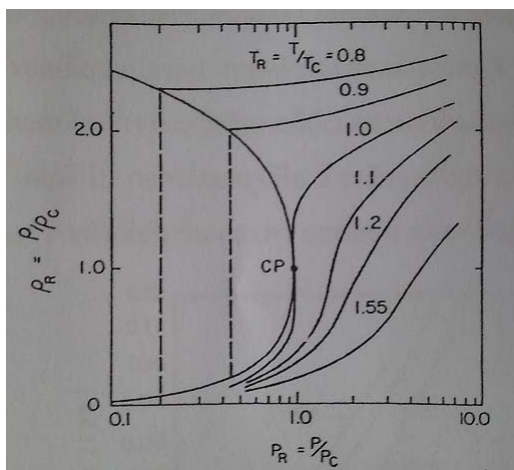 T_R = T/T_C = 0.8
0.9
1.0
1.1
1.2
1.55
CP
2.0
1.0
0
ρ_R = ρ/ρ_C
0.1
1.0
10.0
P_R = P/P_C